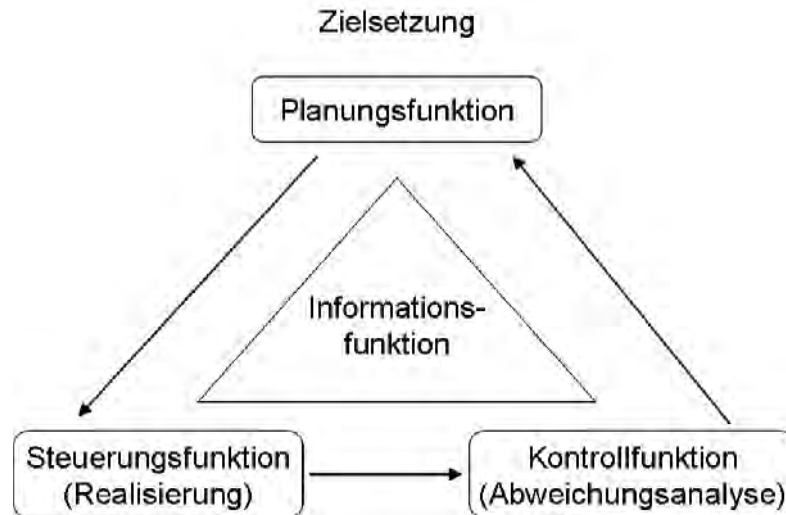 Zielsetzung
Planungsfunktion
Informations-
funktion
Steuerungsfunktion
(Realisierung)
Kontrollfunktion
(Abweichungsanalyse)